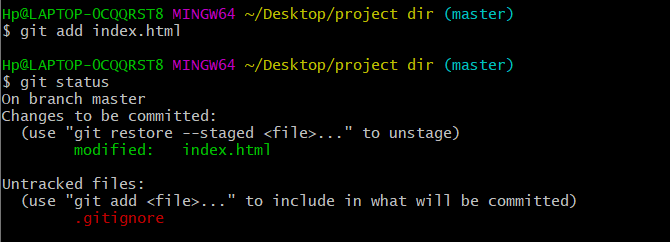 Hp@LAPTOP-OCQQRST8 MINGW64 ~/Desktop/project dir (master)
$ git add index.html
Hp@LAPTOP-OCQQRST8 MINGW64 ~/Desktop/project dir (master)
$ git status
On branch master
Changes to be committed:
  (use "git restore --staged <file>..." to unstage)
        modified:   index.html
Untracked files:
  (use "git add <file>..." to include in what will be committed)
        .gitignore